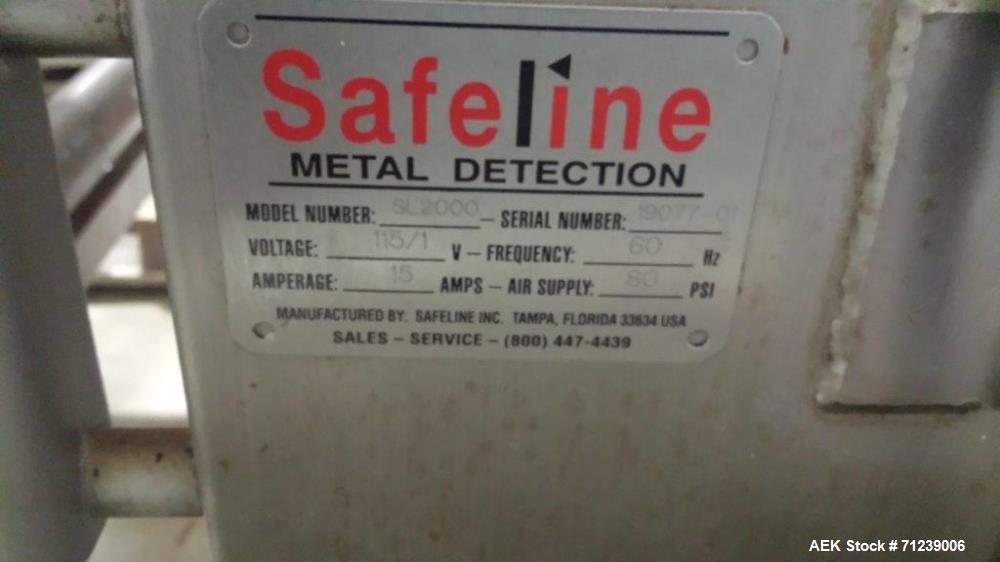 Safeline
METAL DETECTION
MODEL NUMBER: SL2000 – SERIAL NUMBER: 19077-01
VOLTAGE: 115/1 V – FREQUENCY: 60 Hz
AMPERAGE: 15 AMPS – AIR SUPPLY: 80 PSI
MANUFACTURED BY: SAFELINE INC. TAMPA, FLORIDA 33634 USA
SALES – SERVICE – (800) 447-4439
AEK Stock # 71239006